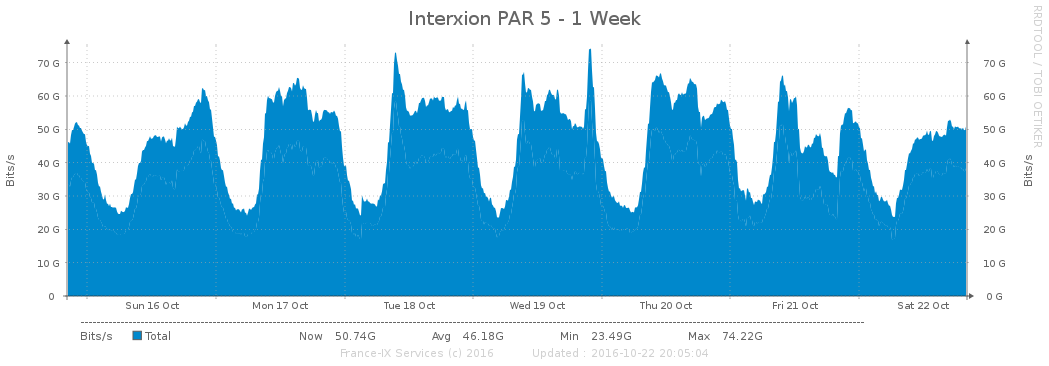 Interxion PAR 5 - 1 Week
RRDTOOL / TOBI OETIKER
Bits/s
70 G
60 G
50 G
40 G
30 G
20 G
10 G
0
70 G
60 G
50 G
40 G
30 G
20 G
10 G
0 G
Bits/s
Sun 16 Oct Mon 17 Oct Tue 18 Oct Wed 19 Oct Thu 20 Oct Fri 21 Oct Sat 22 Oct
Bits/s Total Now 50.74G Avg 46.18G Min 23.49G Max 74.22G
France-IX Services (c) 2016 Updated : 2016-10-22 20:05:04